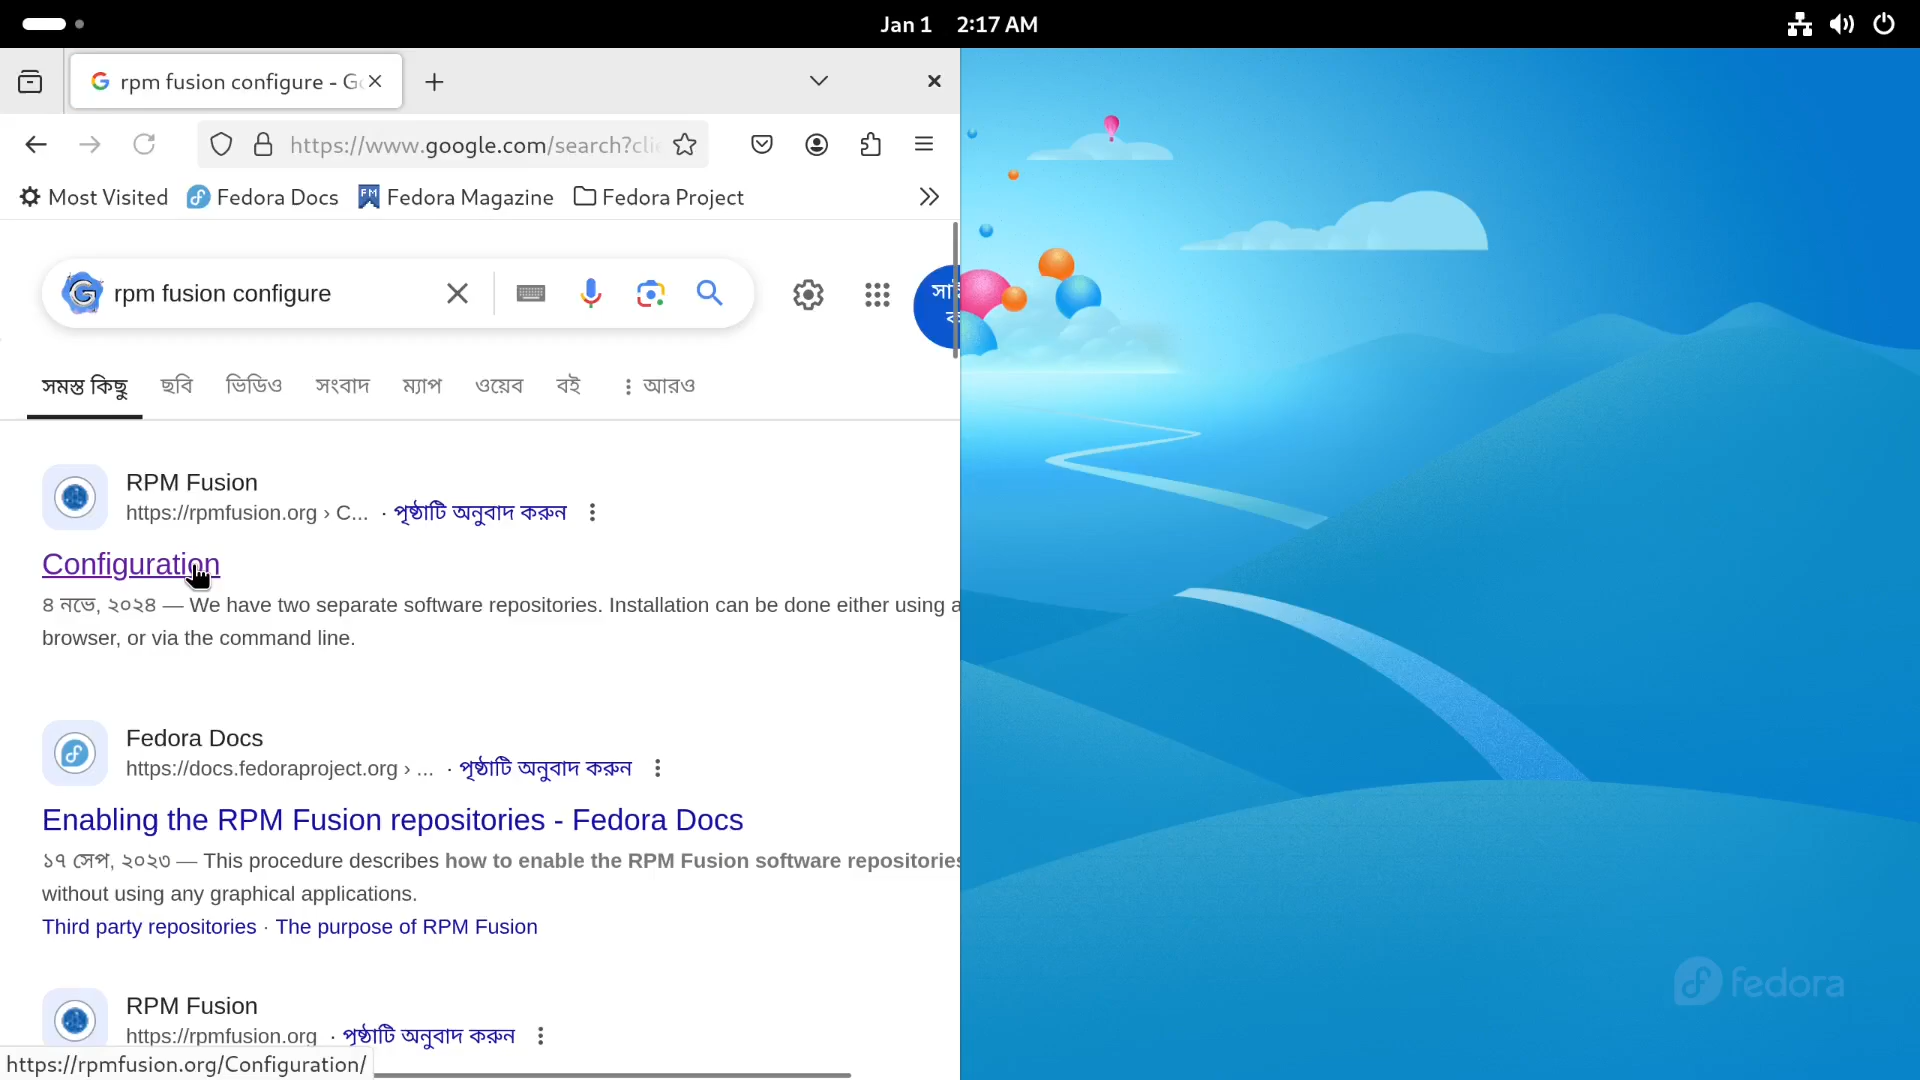 Jan 1 2:17 AM
rpm fusion configure - Go
https://www.google.com/search?clie
Most Visited Fedora Docs Fedora Magazine Fedora Project
rpm fusion configure
সমস্ত কিছু ছবি ভিডিও সংবাদ ম্যাপ ওয়েব বই আরও
RPM Fusion
https://rpmfusion.org › C... · পৃষ্ঠাটি অনুবাদ করুন
Configuration
৪ নভে, ২০২৪ — We have two separate software repositories. Installation can be done either using a
browser, or via the command line.
Fedora Docs
https://docs.fedoraproject.org › ... · পৃষ্ঠাটি অনুবাদ করুন
Enabling the RPM Fusion repositories - Fedora Docs
১৭ সেপ, ২০২৩ — This procedure describes how to enable the RPM Fusion software repositories
without using any graphical applications.
Third party repositories · The purpose of RPM Fusion
RPM Fusion
https://rpmfusion.org · পৃষ্ঠাটি অনুবাদ করুন
https://rpmfusion.org/Configuration/
fedora